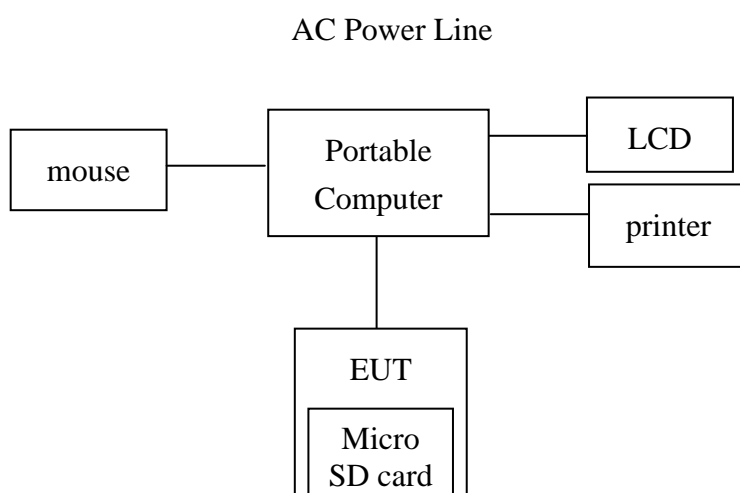 AC Power Line
mouse
Portable
Computer
LCD
printer
EUT
Micro
SD card